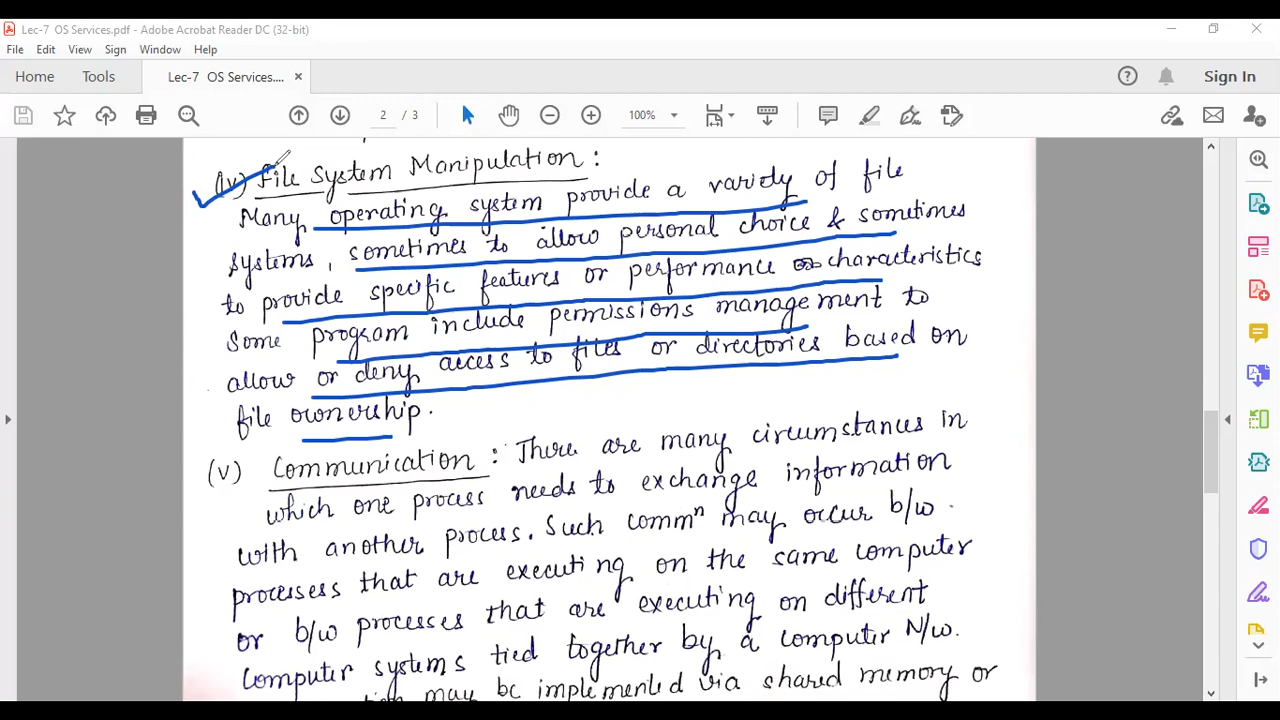 Lec-7 OS Services.pdf - Adobe Acrobat Reader DC (32-bit)
File Edit View Sign Window Help
Home Tools Lec-7 OS Services.... × Sign In
2 / 3 100%
(iv) File System Manipulation :
Many operating system provide a variety of file
systems, sometimes to allow personal choice & sometimes
to provide specific features or performance characteristics
Some program include permissions management to
allow or deny access to files or directories based on
file ownership.
(v) Communication : There are many circumstances in
which one process needs to exchange information
with another process. Such commⁿ may occur b/w
processes that are executing on the same computer
or b/w processes that are executing on different
Computer systems tied together by a computer N/w.
may be implemented via shared memory or